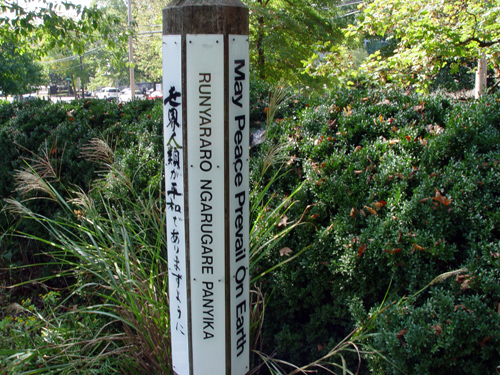 世界人類が平和でありますように
RUNYARARO NGARUGARE PANYIKA
May Peace Prevail On Earth